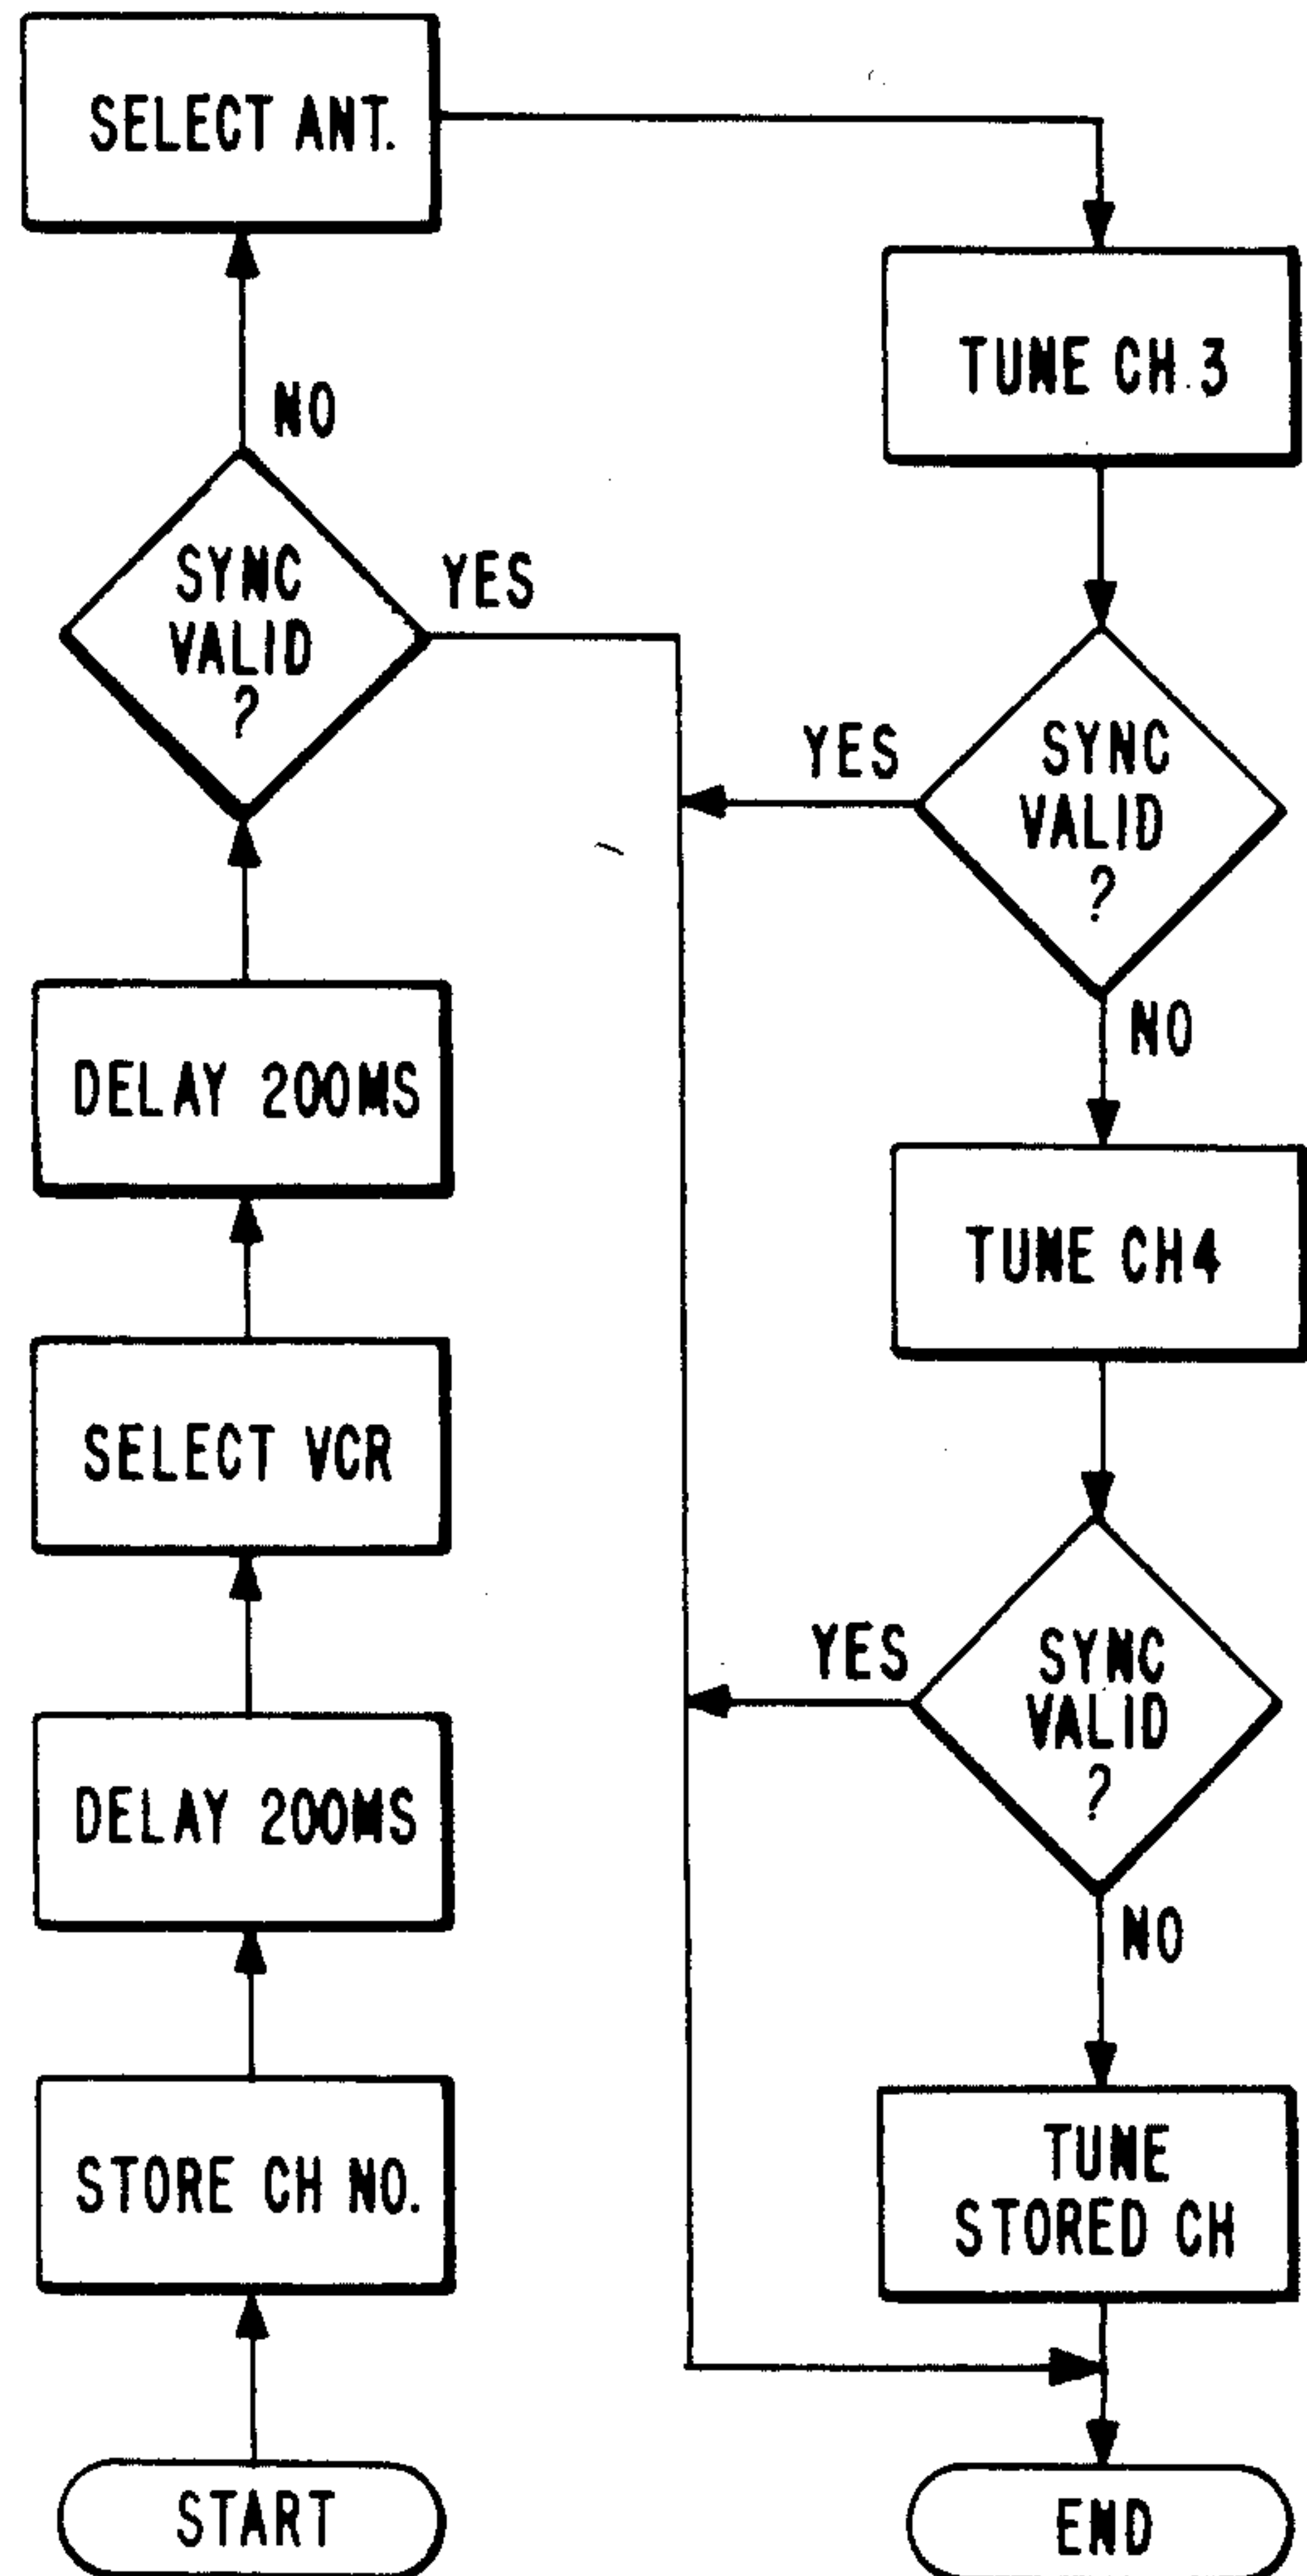 SELECT ANT.
NO
SYNC
VALID
?
YES
DELAY 200MS
SELECT VCR
DELAY 200MS
STORE CH NO.
START
TUNE CH.3
SYNC
VALID
?
YES
NO
TUNE CH4
SYNC
VALID
?
YES
NO
TUNE
STORED CH
END